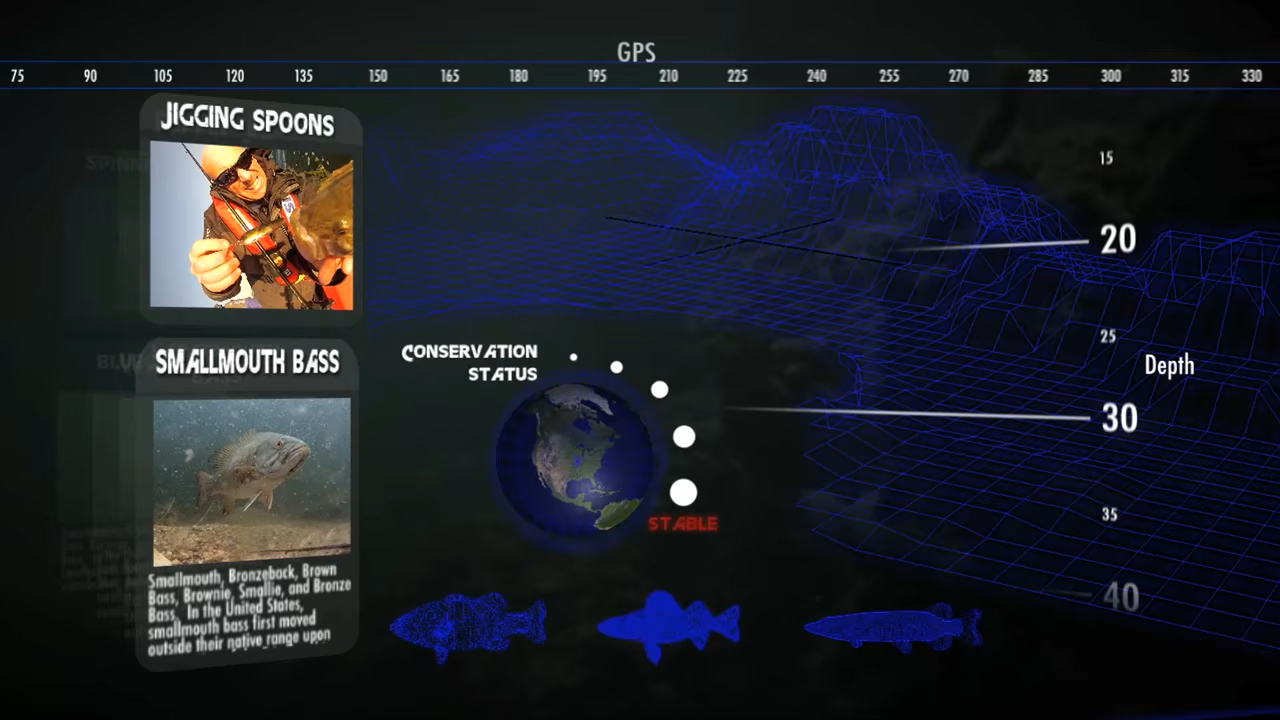 GPS
75 90 105 120 135 150 165 180 195 210 225 240 255 270 285 300 315 330
JIGGING SPOONS
15
20
25
Depth
30
35
40
SMALLMOUTH BASS
CONSERVATION
STATUS
STABLE
Smallmouth, Bronzeback, Brown
Bass, Brownie, Smallie, and Bronze
Bass, In the United States,
smallmouth bass first moved
outside their native range upon